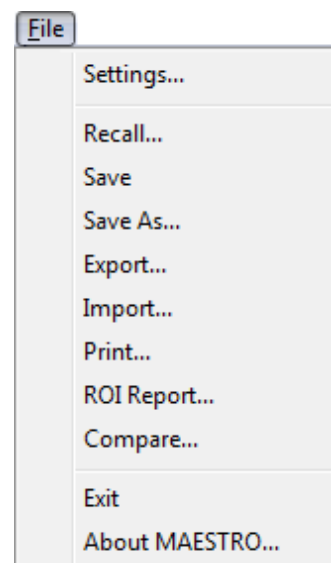 File
Settings...
Recall...
Save
Save As...
Export...
Import...
Print...
ROI Report...
Compare...
Exit
About MAESTRO...